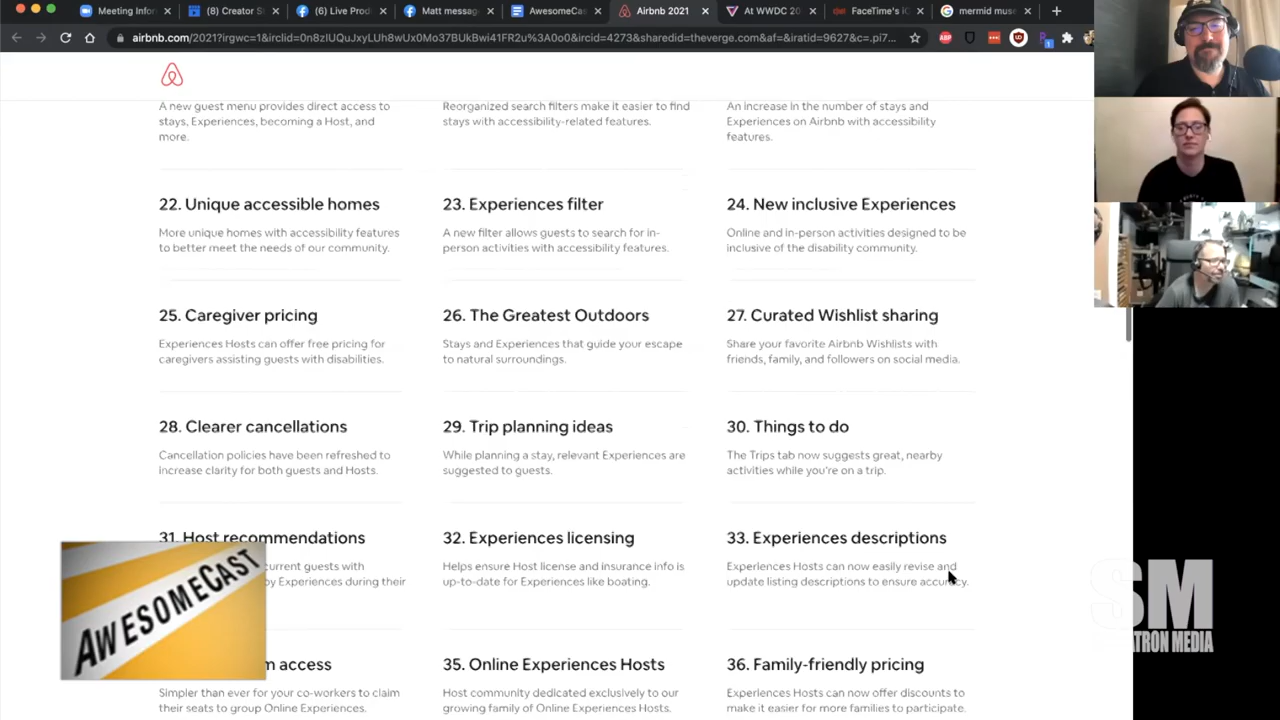 Meeting Infor
(8) Creator S
(6) Live Prod
Matt messag
AwesomeCas
Airbnb 2021
At WWDC 20
FaceTime's iC
mermid muse
airbnb.com/2021?irgwc=1&irclid=0n8zIUQuJxyLUh8wUx0Mo37BUkBwi41FR2u%3A0o0&ircid=4273&sharedid=theverge.com&af=&iratid=9627&c=.pi7...
A new guest menu provides direct access to
stays, Experiences, becoming a Host, and
more.
Reorganized search filters make it easier to find
stays with accessibility-related features.
An increase in the number of stays and
Experiences on Airbnb with accessibility
features.
22. Unique accessible homes
More unique homes with accessibility features
to better meet the needs of our community.
23. Experiences filter
A new filter allows guests to search for in-
person activities with accessibility features.
24. New inclusive Experiences
Online and in-person activities designed to be
inclusive of the disability community.
25. Caregiver pricing
Experiences Hosts can offer free pricing for
caregivers assisting guests with disabilities.
26. The Greatest Outdoors
Stays and Experiences that guide your escape
to natural surroundings.
27. Curated Wishlist sharing
Share your favorite Airbnb Wishlists with
friends, family, and followers on social media.
28. Clearer cancellations
Cancellation policies have been refreshed to
increase clarity for both guests and Hosts.
29. Trip planning ideas
While planning a stay, relevant Experiences are
suggested to guests.
30. Things to do
The Trips tab now suggests great, nearby
activities while you're on a trip.
31. Host recommendations
current guests with
by Experiences during their
32. Experiences licensing
Helps ensure Host license and insurance info is
up-to-date for Experiences like boating.
33. Experiences descriptions
Experiences Hosts can now easily revise and
update listing descriptions to ensure accuracy.
access
Simpler than ever for your co-workers to claim
their seats to group Online Experiences.
35. Online Experiences Hosts
Host community dedicated exclusively to our
growing family of Online Experiences Hosts.
36. Family-friendly pricing
Experiences Hosts can now offer discounts to
make it easier for more families to participate.
AWESOMECAST
SM
ATRON MEDIA